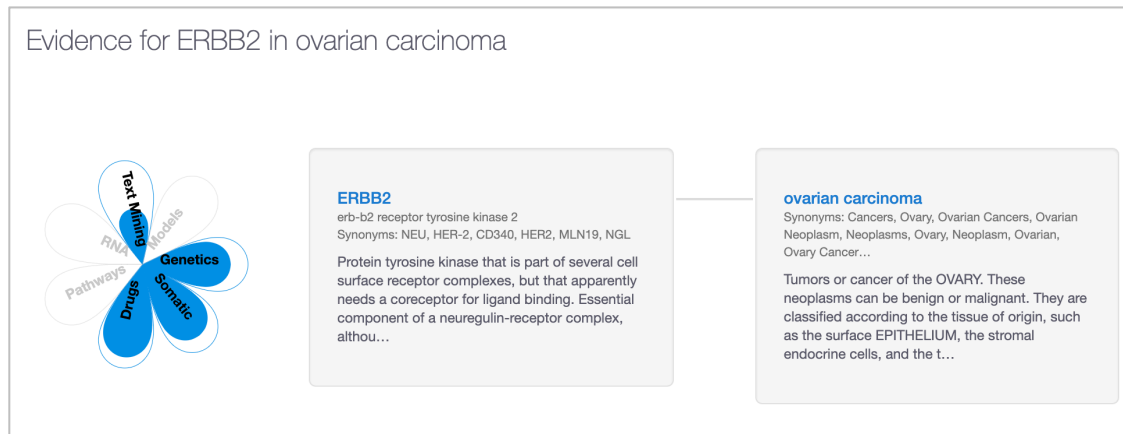 Evidence for ERBB2 in ovarian carcinoma
Text Mining
Models
RNA
Genetics
Pathways
Somatic
Drugs
ERBB2
erb-b2 receptor tyrosine kinase 2
Synonyms: NEU, HER-2, CD340, HER2, MLN19, NGL
Protein tyrosine kinase that is part of several cell
surface receptor complexes, but that apparently
needs a coreceptor for ligand binding. Essential
component of a neuregulin-receptor complex,
althou…
ovarian carcinoma
Synonyms: Cancers, Ovary, Ovarian Cancers, Ovarian
Neoplasm, Neoplasms, Ovary, Neoplasm, Ovarian,
Ovary Cancer…
Tumors or cancer of the OVARY. These
neoplasms can be benign or malignant. They are
classified according to the tissue of origin, such
as the surface EPITHELIUM, the stromal
endocrine cells, and the t…